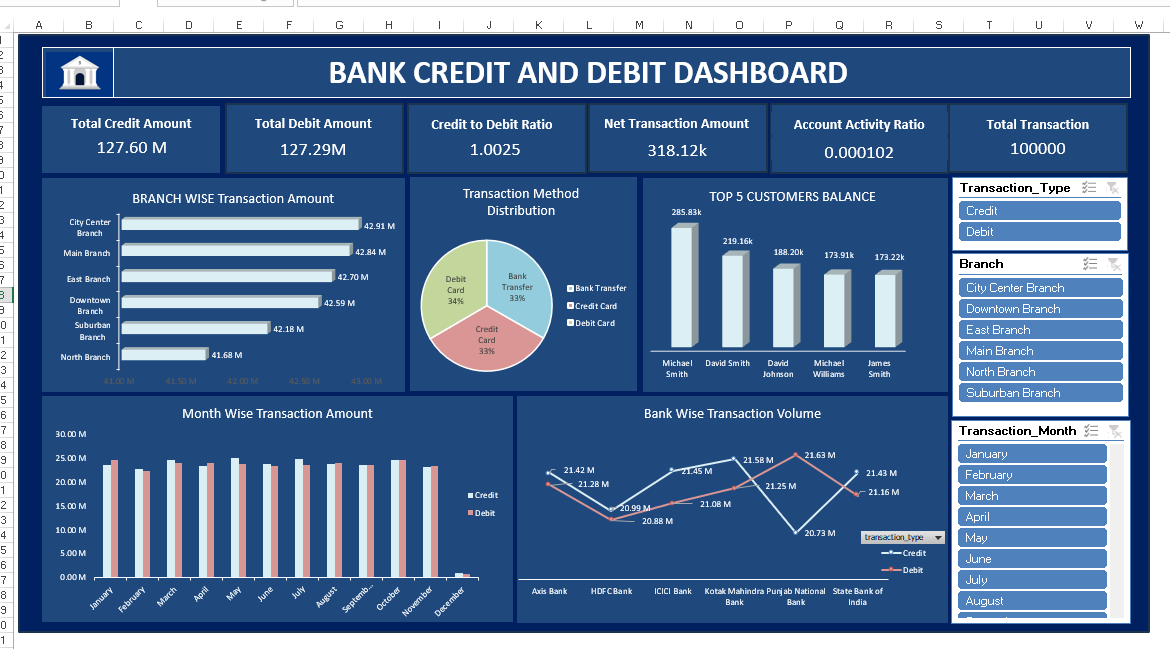 A B C D E F G H I J K L M N O P Q R S T U V W
BANK CREDIT AND DEBIT DASHBOARD
Total Credit Amount
127.60 M
Total Debit Amount
127.29M
Credit to Debit Ratio
1.0025
Net Transaction Amount
318.12k
Account Activity Ratio
0.000102
Total Transaction
100000
BRANCH WISE Transaction Amount
City Center
Branch
42.91 M
Main Branch
42.84 M
East Branch
42.70 M
Downtown
Branch
42.59 M
Suburban
Branch
42.18 M
North Branch
41.68 M
41.00 M 41.50 M 42.00 M 42.50 M 43.00 M
Transaction Method
Distribution
Debit
Card
34%
Bank
Transfer
33%
Credit
Card
33%
Bank Transfer
Credit Card
Debit Card
TOP 5 CUSTOMERS BALANCE
285.83k
219.16k
188.20k
173.91k
173.22k
Michael
Smith
David Smith
David
Johnson
Michael
Williams
James
Smith
Transaction_Type
Credit
Debit
Branch
City Center Branch
Downtown Branch
East Branch
Main Branch
North Branch
Suburban Branch
Month Wise Transaction Amount
30.00 M
25.00 M
20.00 M
15.00 M
10.00 M
5.00 M
0.00 M
January
February
March
April
May
June
July
August
Septemb...
October
November
December
Credit
Debit
Bank Wise Transaction Volume
21.42 M
21.28 M
20.99 M
20.88 M
21.45 M
21.08 M
21.58 M
21.25 M
21.63 M
20.73 M
21.43 M
21.16 M
transaction_type
Credit
Debit
Axis Bank
HDFC Bank
ICICI Bank
Kotak Mahindra
Bank
Punjab National
Bank
State Bank of
India
Transaction_Month
January
February
March
April
May
June
July
August